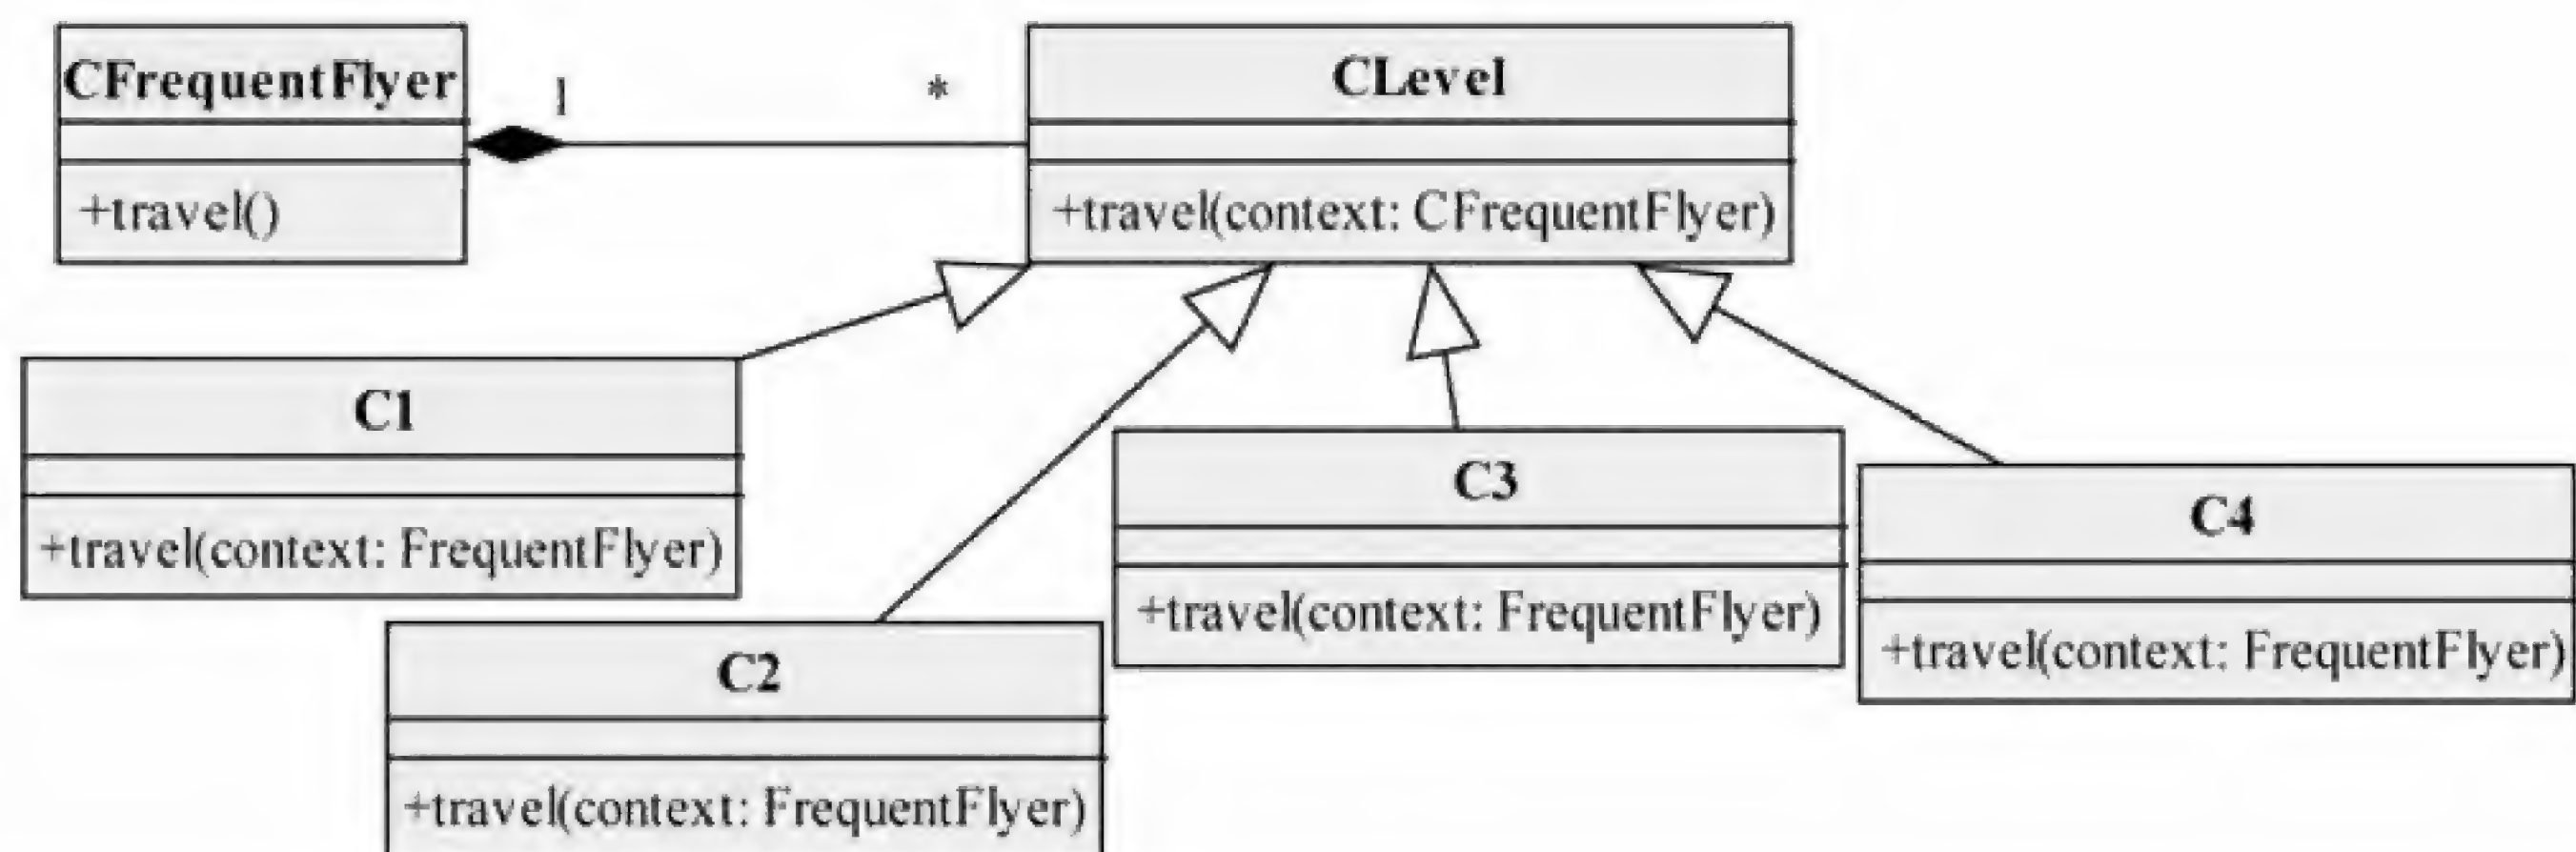 CFrequentFlyer
1
*
CLevel
+travel()
+travel(context: CFrequentFlyer)
C1
+travel(context: FrequentFlyer)
C3
+travel(context: FrequentFlyer)
C4
+travel(context: FrequentFlyer)
C2
+travel(context: FrequentFlyer)